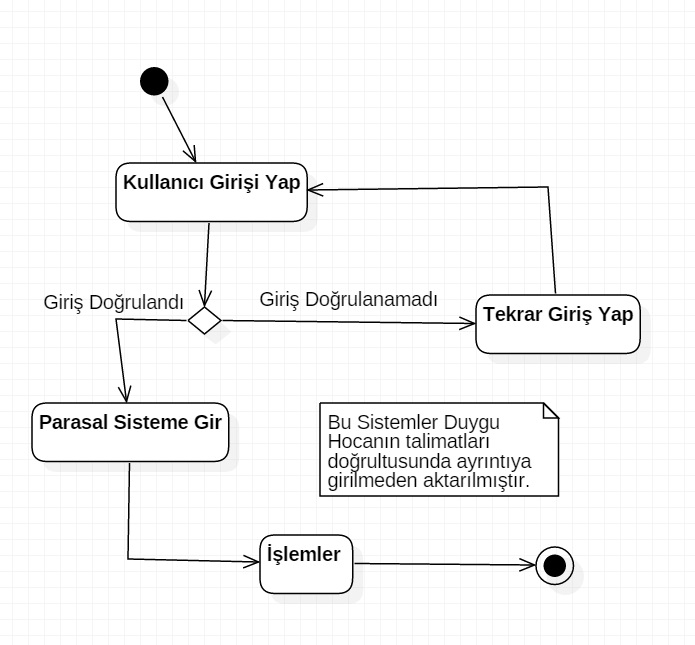 Kullanıcı Girişi Yap
Giriş Doğrulandı
Giriş Doğrulanamadı
Tekrar Giriş Yap
Parasal Sisteme Gir
Bu Sistemler Duygu
Hocanın talimatları
doğrultusunda ayrıntıya
girilmeden aktarılmıştır.
İşlemler